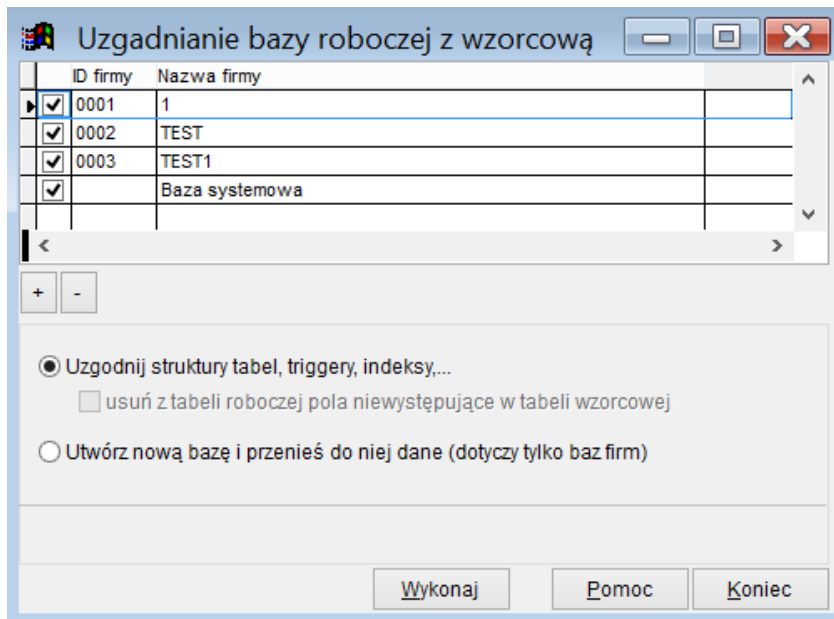 Uzgadnianie bazy roboczej z wzorcową
ID firmy Nazwa firmy
0001 1
0002 TEST
0003 TEST1
Baza systemowa
+ -
Uzgodnij struktury tabel, triggery, indeksy,...
usuń z tabeli roboczej pola niewystępujące w tabeli wzorcowej
Utwórz nową bazę i przenieś do niej dane (dotyczy tylko baz firm)
Wykonaj Pomoc Koniec